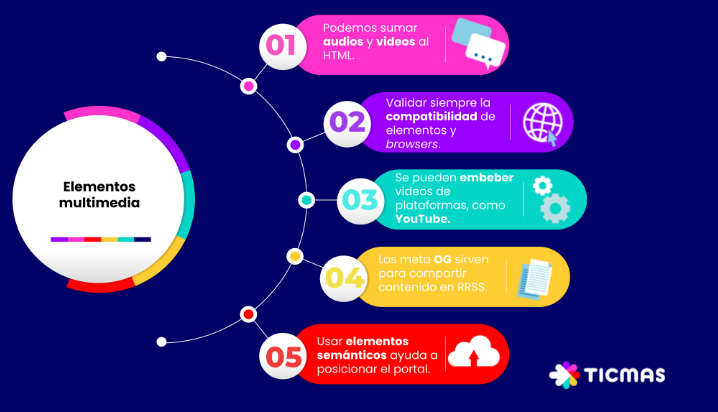 Elementos
multimedia
01
Podemos sumar
audios y videos al
HTML.
02
Validar siempre la
compatibilidad de
elementos y
browsers.
03
Se pueden embeber
videos de
plataformas, como
YouTube.
04
Los meta OG sirven
para compartir
contenido en RRSS.
05
Usar elementos
semánticos ayuda a
posicionar el portal.
TICMAS